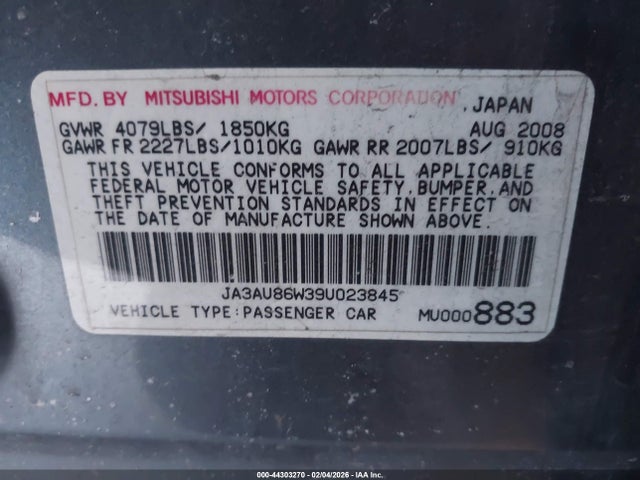 MFD. BY MITSUBISHI MOTORS CORPORATION, JAPAN
GVWR 4079LBS/ 1850KG AUG 2008
GAWR FR 2227LBS/1010KG GAWR RR 2007LBS/ 910KG
THIS VEHICLE CONFORMS TO ALL APPLICABLE
FEDERAL MOTOR VEHICLE SAFETY, BUMPER, AND
THEFT PREVENTION STANDARDS IN EFFECT ON
THE DATE OF MANUFACTURE SHOWN ABOVE.
JA3AU86W39U023845
VEHICLE TYPE:PASSENGER CAR MU000883
000-44303270 - 02/04/2026 - IAAI.COM